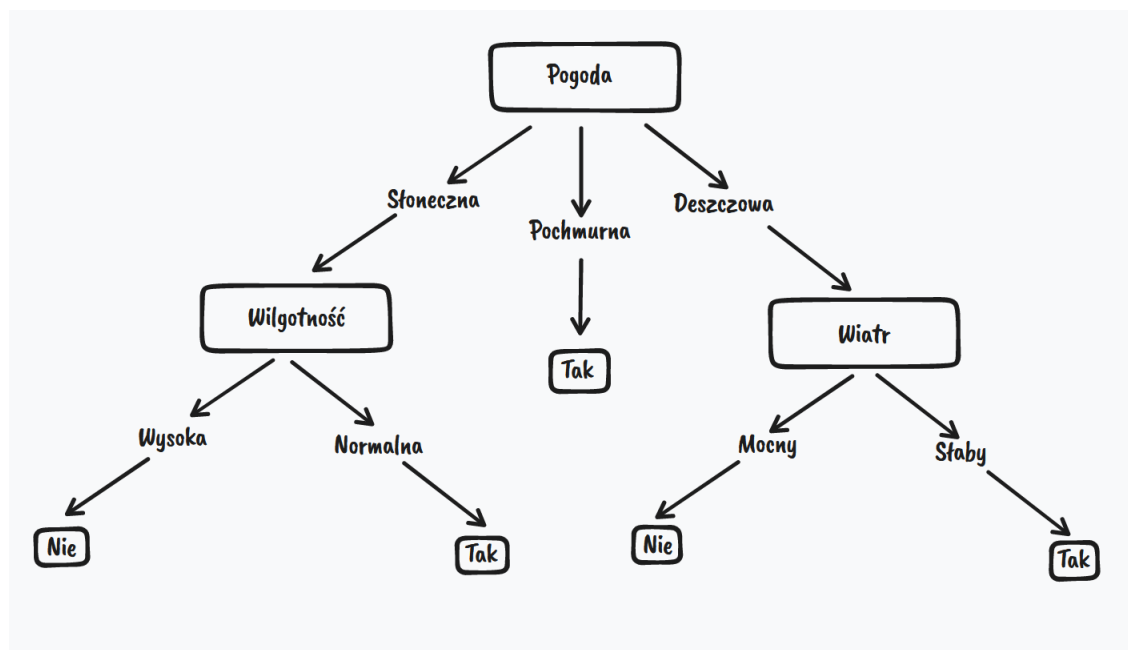 Pogoda
Słoneczna
Pochmurna
Deszczowa
Wilgotność
Tak
Wiatr
Wysoka
Normalna
Mocny
Słaby
Nie
Tak
Nie
Tak